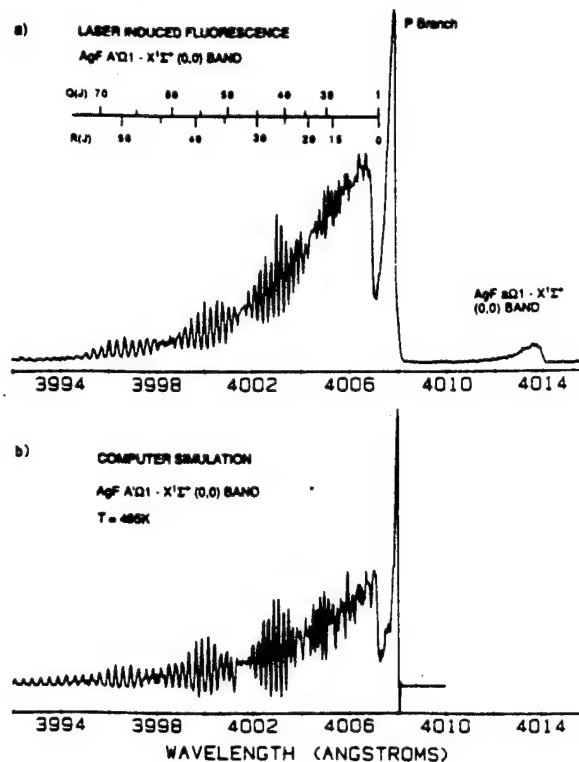 a) LASER INDUCED FLUORESCENCE
P Branch
AgF A'Ω1 - X¹Σ⁺ (0,0) BAND
Q(J) 70 60 50 40 30 1
R(J) 50 40 30 20 15 0
AgF aΩ1 - X¹Σ⁺
(0,0) BAND
3994 3998 4002 4006 4010 4014
b) COMPUTER SIMULATION
AgF A'Ω1 - X¹Σ⁺ (0,0) BAND
T = 465K
3994 3998 4002 4006 4010 4014
WAVELENGTH (ANGSTROMS)